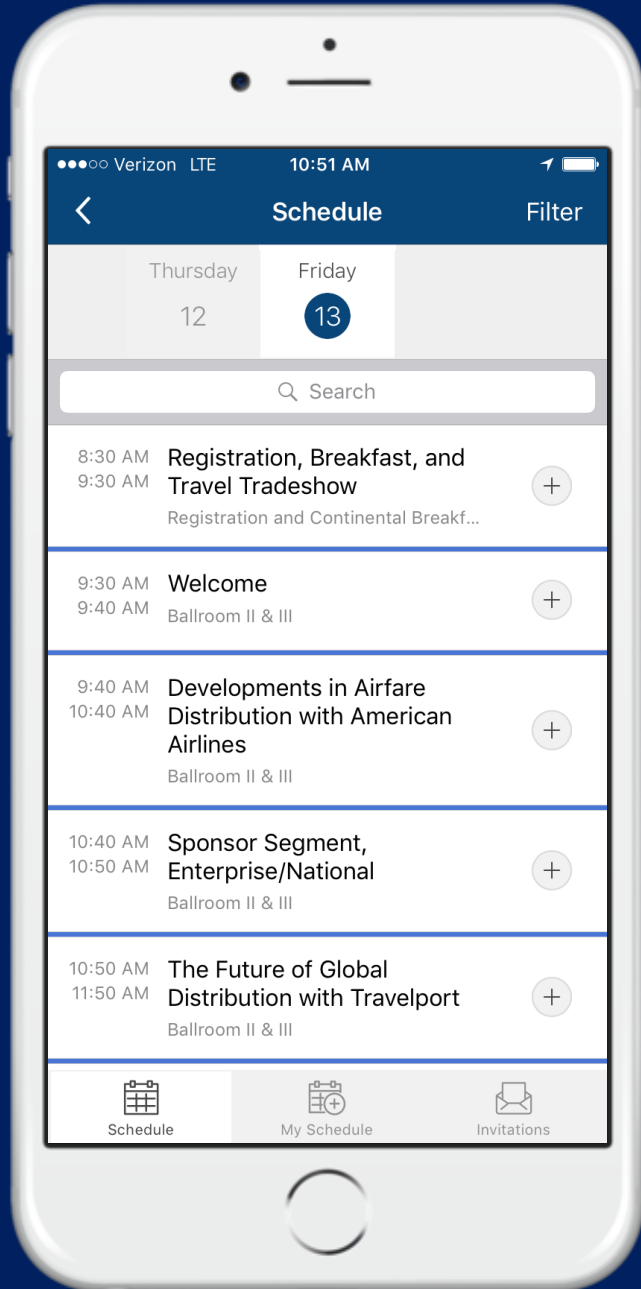 Verizon LTE 10:51 AM
Schedule Filter
Thursday Friday
12 13
Search
8:30 AM Registration, Breakfast, and
9:30 AM Travel Tradeshow
Registration and Continental Breakf...
9:30 AM Welcome
9:40 AM Ballroom II & III
9:40 AM Developments in Airfare
10:40 AM Distribution with American
Airlines
Ballroom II & III
10:40 AM Sponsor Segment,
10:50 AM Enterprise/National
Ballroom II & III
10:50 AM The Future of Global
11:50 AM Distribution with Travelport
Ballroom II & III
Schedule My Schedule Invitations